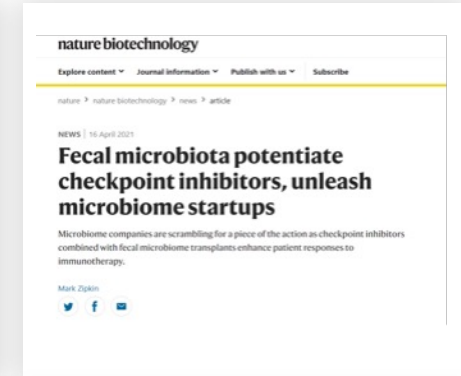 nature biotechnology
Explore content Journal information Publish with us Subscribe
nature > nature biotechnology > news > article
NEWS | 16 April 2021
Fecal microbiota potentiate
checkpoint inhibitors, unleash
microbiome startups
Microbiome companies are scrambling for a piece of the action as checkpoint inhibitors
combined with fecal microbiome transplants enhance patient responses to
immunotherapy.
Mark Zipkin